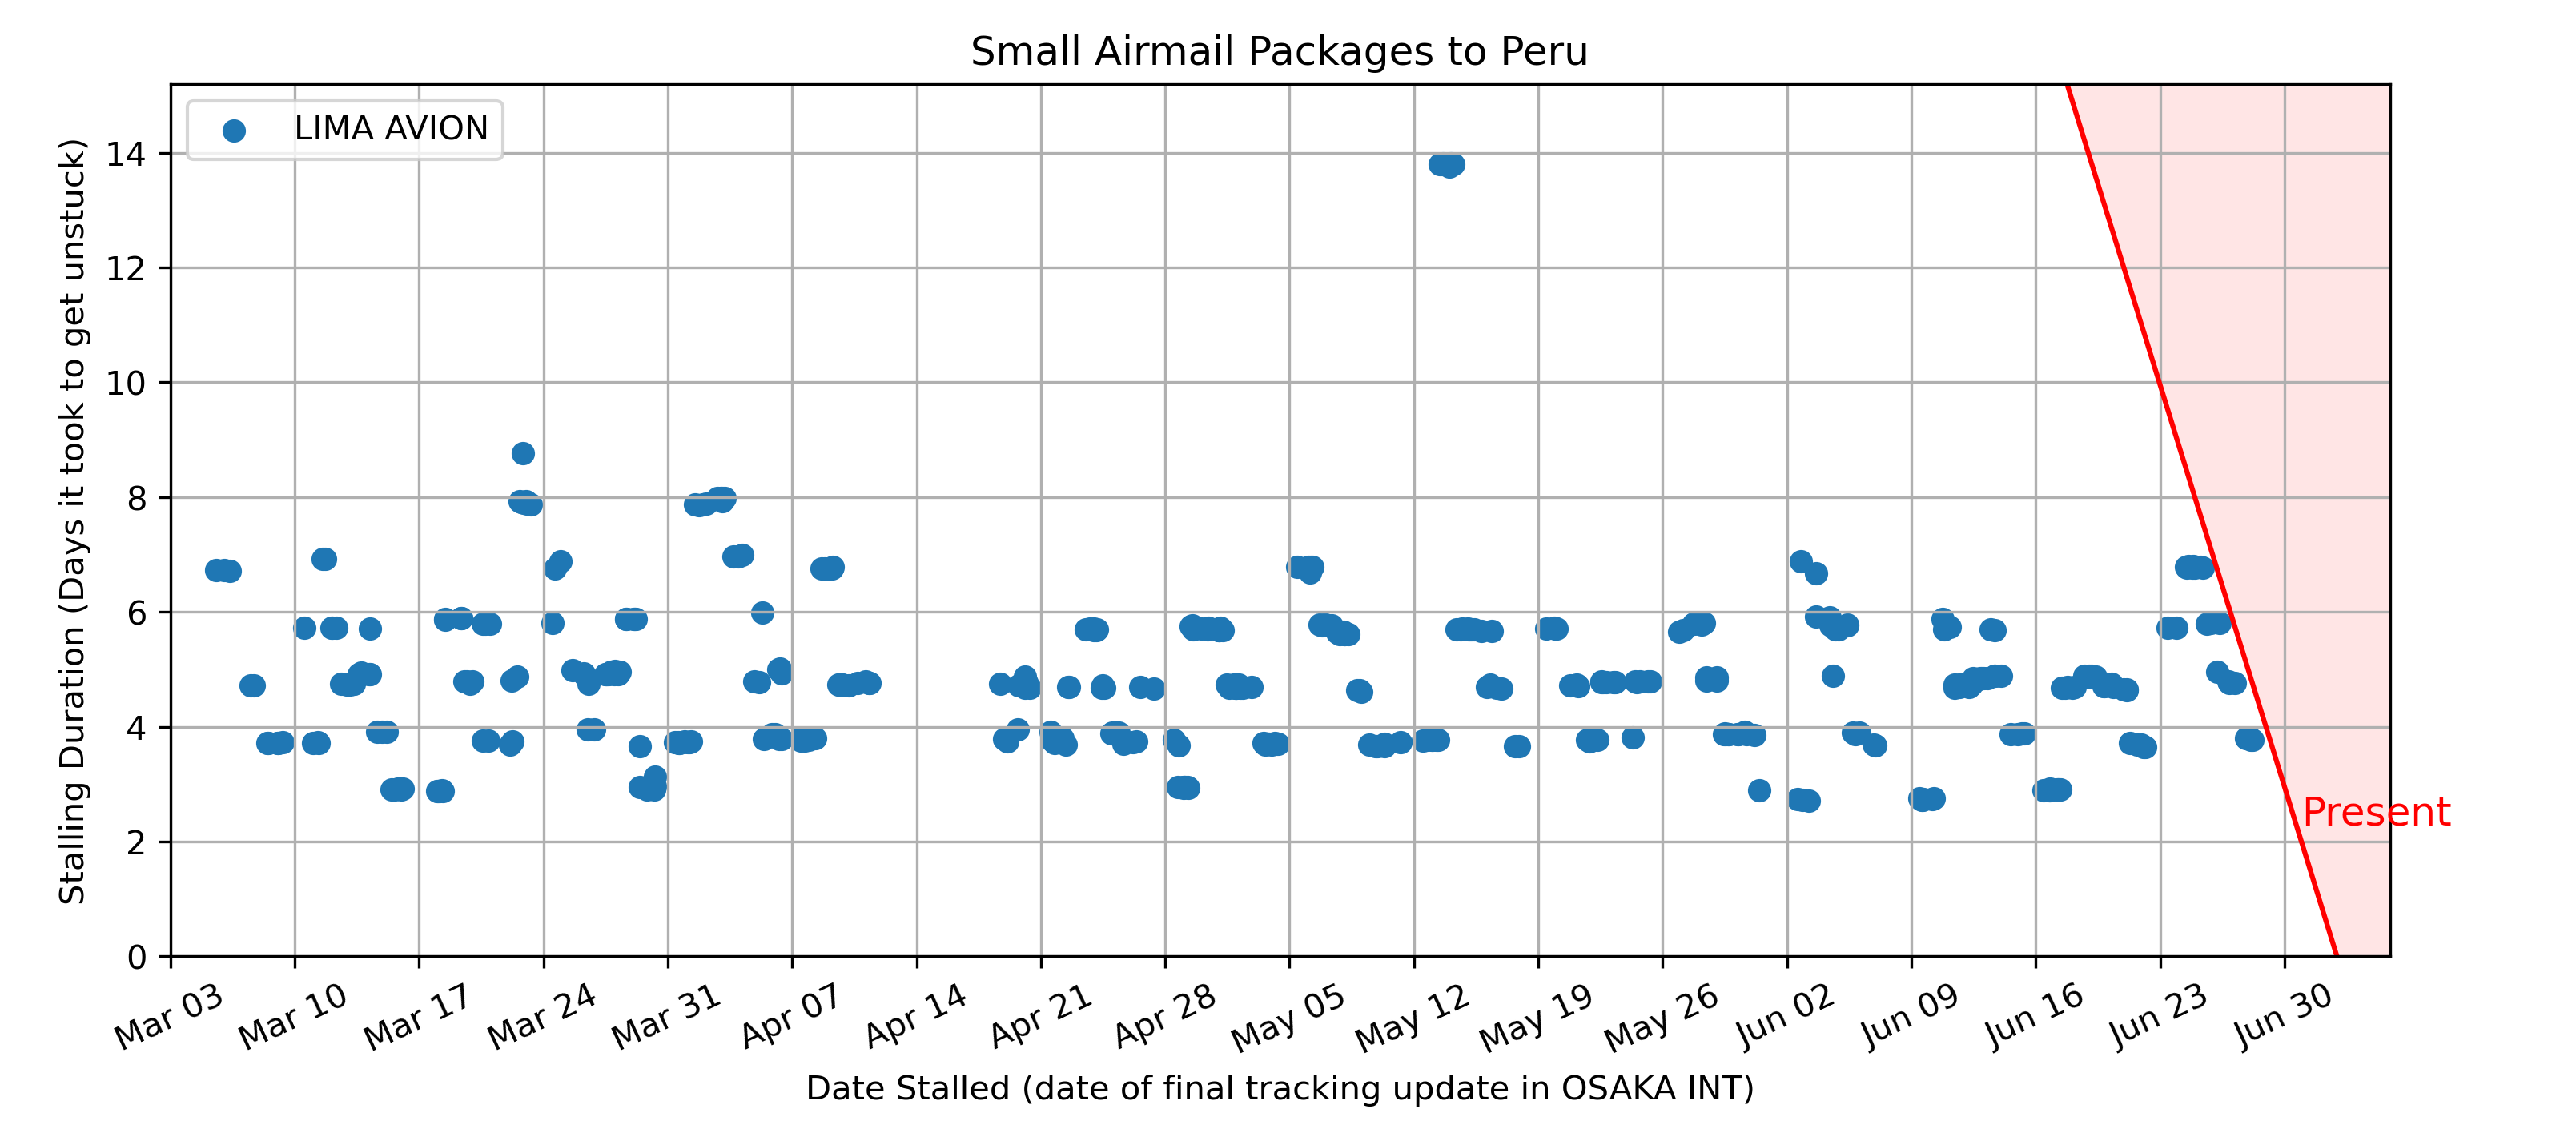 Small Airmail Packages to Peru
LIMA AVION
Stalling Duration (Days it took to get unstuck)
14
12
10
8
6
4
2
0
Present
Mar 03
Mar 10
Mar 17
Mar 24
Mar 31
Apr 07
Apr 14
Apr 21
Apr 28
May 05
May 12
May 19
May 26
Jun 02
Jun 09
Jun 16
Jun 23
Jun 30
Date Stalled (date of final tracking update in OSAKA INT)